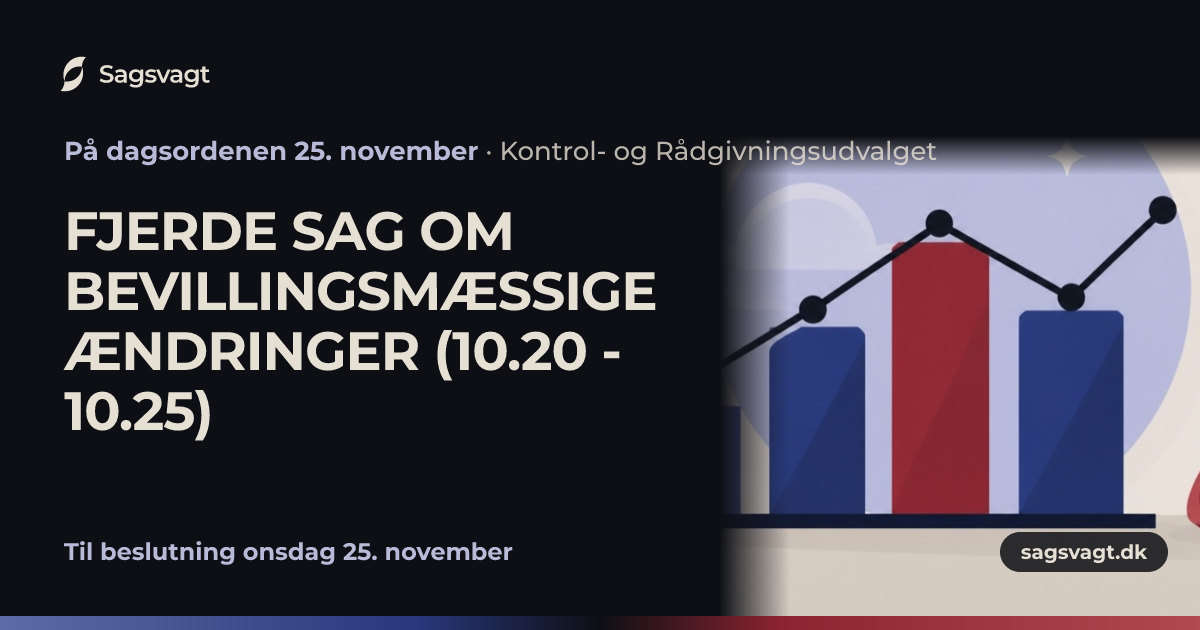 Sagsvagt
På dagsordenen 25. november · Kontrol- og Rådgivningsudvalget
FJERDE SAG OM
BEVILLINGSMÆSSIGE
ÆNDRINGER (10.20 -
10.25)
Til beslutning onsdag 25. november
sagsvagt.dk